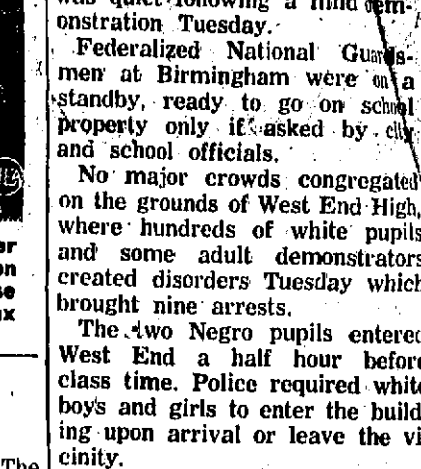 was quiet following a mild dem-
onstration Tuesday.
Federalized National Guards-
men at Birmingham were on a
standby, ready to go on school
property only if asked by city
and school officials.
No major crowds congregated
on the grounds of West End High,
where hundreds of white pupils
and some adult demonstrators
created disorders Tuesday which
brought nine arrests.
The two Negro pupils entered
West End a half hour before
class time. Police required white
boys and girls to enter the build
ing upon arrival or leave the vi
cinity.
er
on
se
ax
The